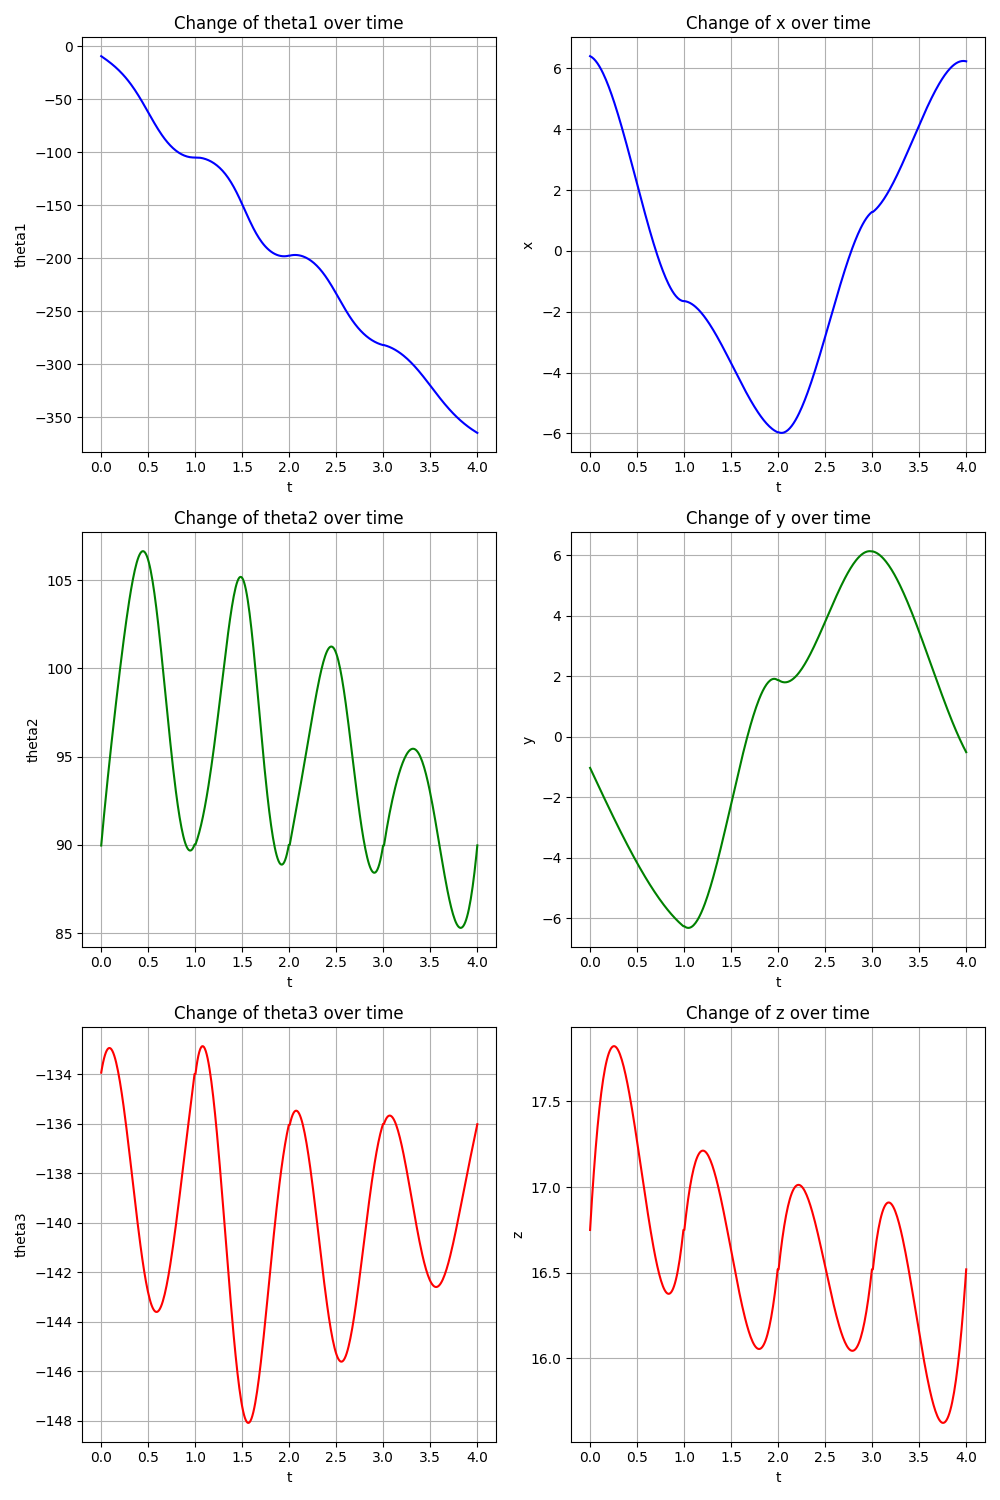 Change of theta1 over time
theta1
0
−50
−100
−150
−200
−250
−300
−350
0.0 0.5 1.0 1.5 2.0 2.5 3.0 3.5 4.0
t
Change of x over time
x
6
4
2
0
−2
−4
−6
0.0 0.5 1.0 1.5 2.0 2.5 3.0 3.5 4.0
t
Change of theta2 over time
theta2
105
100
95
90
85
0.0 0.5 1.0 1.5 2.0 2.5 3.0 3.5 4.0
t
Change of y over time
y
6
4
2
0
−2
−4
−6
0.0 0.5 1.0 1.5 2.0 2.5 3.0 3.5 4.0
t
Change of theta3 over time
theta3
−134
−136
−138
−140
−142
−144
−146
−148
0.0 0.5 1.0 1.5 2.0 2.5 3.0 3.5 4.0
t
Change of z over time
z
17.5
17.0
16.5
16.0
0.0 0.5 1.0 1.5 2.0 2.5 3.0 3.5 4.0
t